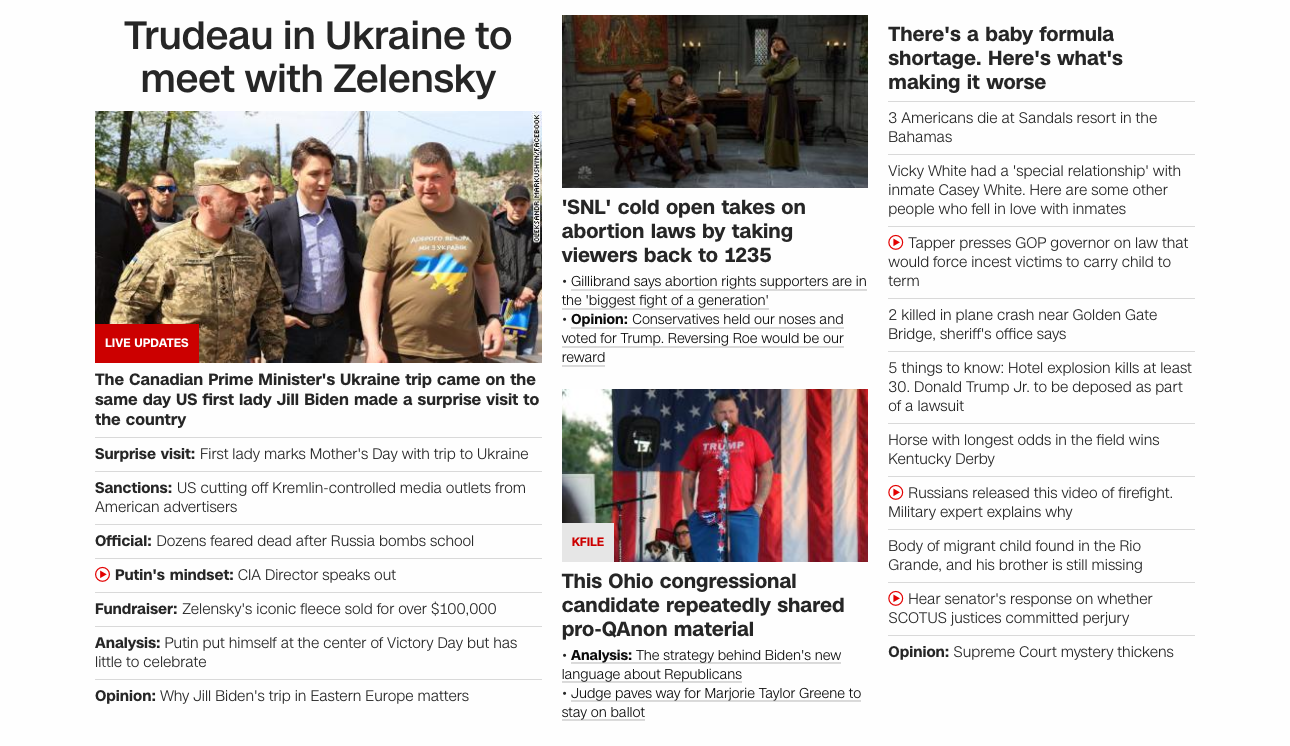 Trudeau in Ukraine to
meet with Zelensky
OLEKSANDR MARKUSHYN/FACEBOOK
ДОБРОГО ВЕЧОРА,
МИ З УКРАЇНИ
LIVE UPDATES
The Canadian Prime Minister's Ukraine trip came on the
same day US first lady Jill Biden made a surprise visit to
the country
Surprise visit: First lady marks Mother's Day with trip to Ukraine
Sanctions: US cutting off Kremlin-controlled media outlets from
American advertisers
Official: Dozens feared dead after Russia bombs school
Putin's mindset: CIA Director speaks out
Fundraiser: Zelensky's iconic fleece sold for over $100,000
Analysis: Putin put himself at the center of Victory Day but has
little to celebrate
Opinion: Why Jill Biden's trip in Eastern Europe matters
NBC
'SNL' cold open takes on
abortion laws by taking
viewers back to 1235
• Gillibrand says abortion rights supporters are in
the 'biggest fight of a generation'
• Opinion: Conservatives held our noses and
voted for Trump. Reversing Roe would be our
reward
TRUMP
KFILE
This Ohio congressional
candidate repeatedly shared
pro-QAnon material
• Analysis: The strategy behind Biden's new
language about Republicans
• Judge paves way for Marjorie Taylor Greene to
stay on ballot
There's a baby formula
shortage. Here's what's
making it worse
3 Americans die at Sandals resort in the
Bahamas
Vicky White had a 'special relationship' with
inmate Casey White. Here are some other
people who fell in love with inmates
Tapper presses GOP governor on law that
would force incest victims to carry child to
term
2 killed in plane crash near Golden Gate
Bridge, sheriff's office says
5 things to know: Hotel explosion kills at least
30. Donald Trump Jr. to be deposed as part
of a lawsuit
Horse with longest odds in the field wins
Kentucky Derby
Russians released this video of firefight.
Military expert explains why
Body of migrant child found in the Rio
Grande, and his brother is still missing
Hear senator's response on whether
SCOTUS justices committed perjury
Opinion: Supreme Court mystery thickens